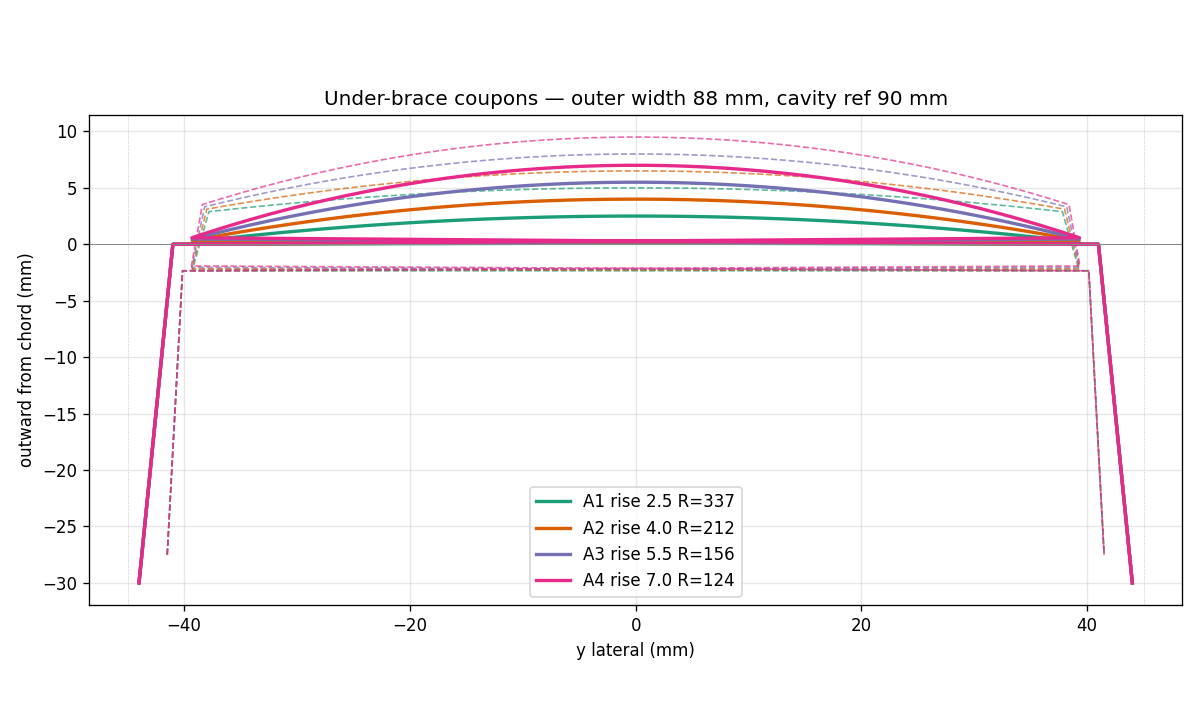 Under-brace coupons — outer width 88 mm, cavity ref 90 mm
outward from chord (mm)
10
5
0
−5
−10
−15
−20
−25
−30
A1 rise 2.5 R=337
A2 rise 4.0 R=212
A3 rise 5.5 R=156
A4 rise 7.0 R=124
−40
−20
0
20
40
y lateral (mm)